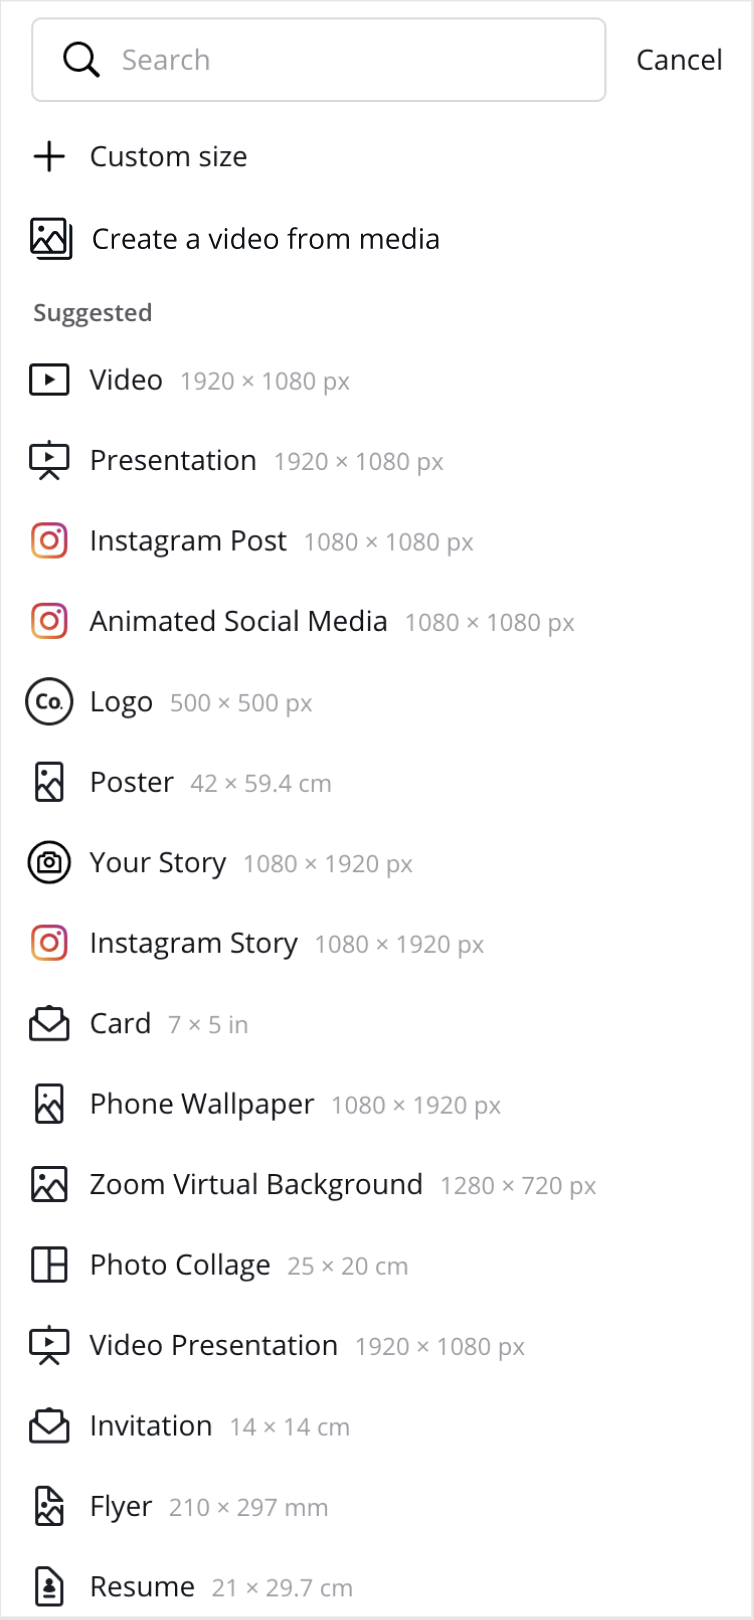 Search Cancel
Custom size
Create a video from media
Suggested
Video 1920 × 1080 px
Presentation 1920 × 1080 px
Instagram Post 1080 × 1080 px
Animated Social Media 1080 × 1080 px
Co. Logo 500 × 500 px
Poster 42 × 59.4 cm
Your Story 1080 × 1920 px
Instagram Story 1080 × 1920 px
Card 7 × 5 in
Phone Wallpaper 1080 × 1920 px
Zoom Virtual Background 1280 × 720 px
Photo Collage 25 × 20 cm
Video Presentation 1920 × 1080 px
Invitation 14 × 14 cm
Flyer 210 × 297 mm
Resume 21 × 29.7 cm